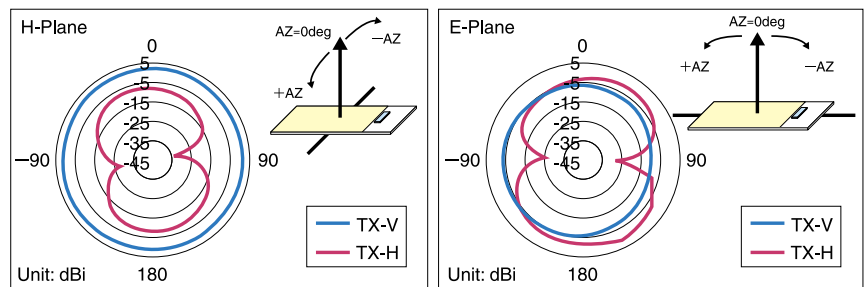 H-Plane
0
5
-5
-15
-25
-35
-45
—90
90
180
AZ=0deg
—AZ
+AZ
TX-V
TX-H
Unit: dBi
E-Plane
0
5
-5
-15
-25
-35
-45
—90
90
180
AZ=0deg
+AZ
—AZ
TX-V
TX-H
Unit: dBi